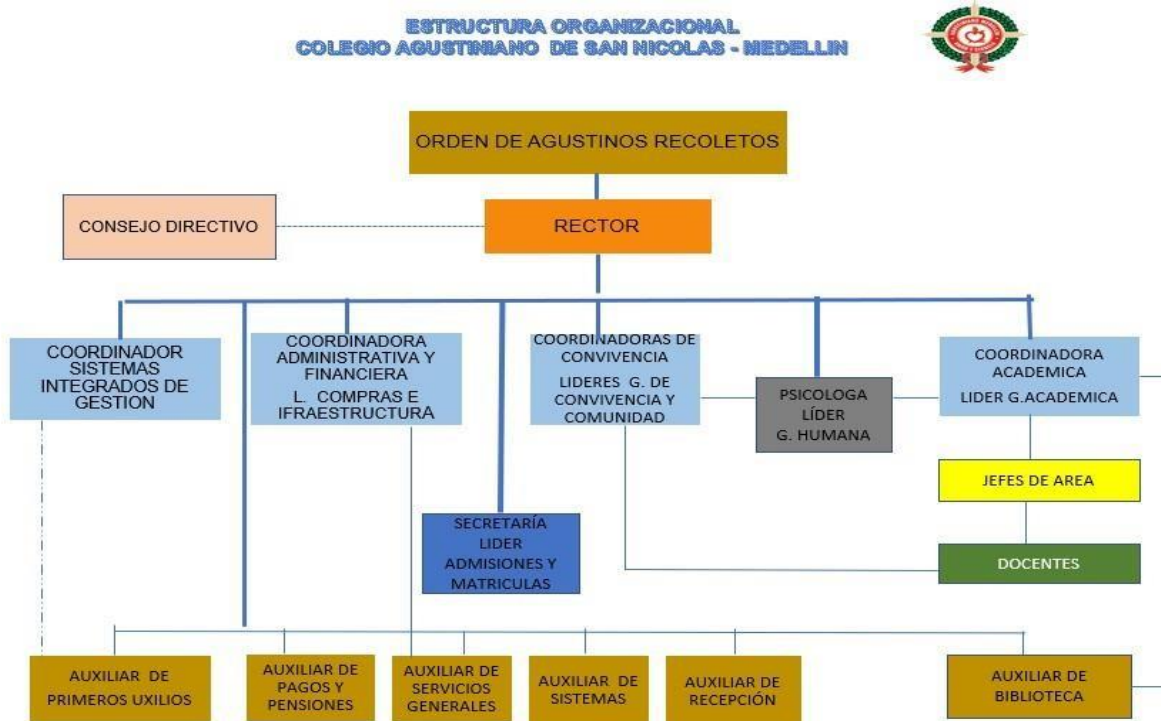 ESTRUCTURA ORGANIZACIONAL
COLEGIO AGUSTINIANO DE SAN NICOLAS - MEDELLIN
ORDEN DE AGUSTINOS RECOLETOS
CONSEJO DIRECTIVO
RECTOR
COORDINADOR
SISTEMAS
INTEGRADOS DE
GESTION
COORDINADORA
ADMINISTRATIVA Y
FINANCIERA
L. COMPRAS E
IFRAESTRUCTURA
COORDINADORAS DE
CONVIVENCIA
LIDERES G. DE
CONVIVENCIA Y
COMUNIDAD
PSICOLOGA
LÍDER
G. HUMANA
COORDINADORA
ACADEMICA
LIDER G.ACADEMICA
JEFES DE AREA
SECRETARÍA
LIDER
ADMISIONES Y
MATRICULAS
DOCENTES
AUXILIAR DE
PRIMEROS UXILIOS
AUXILIAR DE
PAGOS Y
PENSIONES
AUXILIAR DE
SERVICIOS
GENERALES
AUXILIAR DE
SISTEMAS
AUXILIAR DE
RECEPCIÓN
AUXILIAR DE
BIBLIOTECA